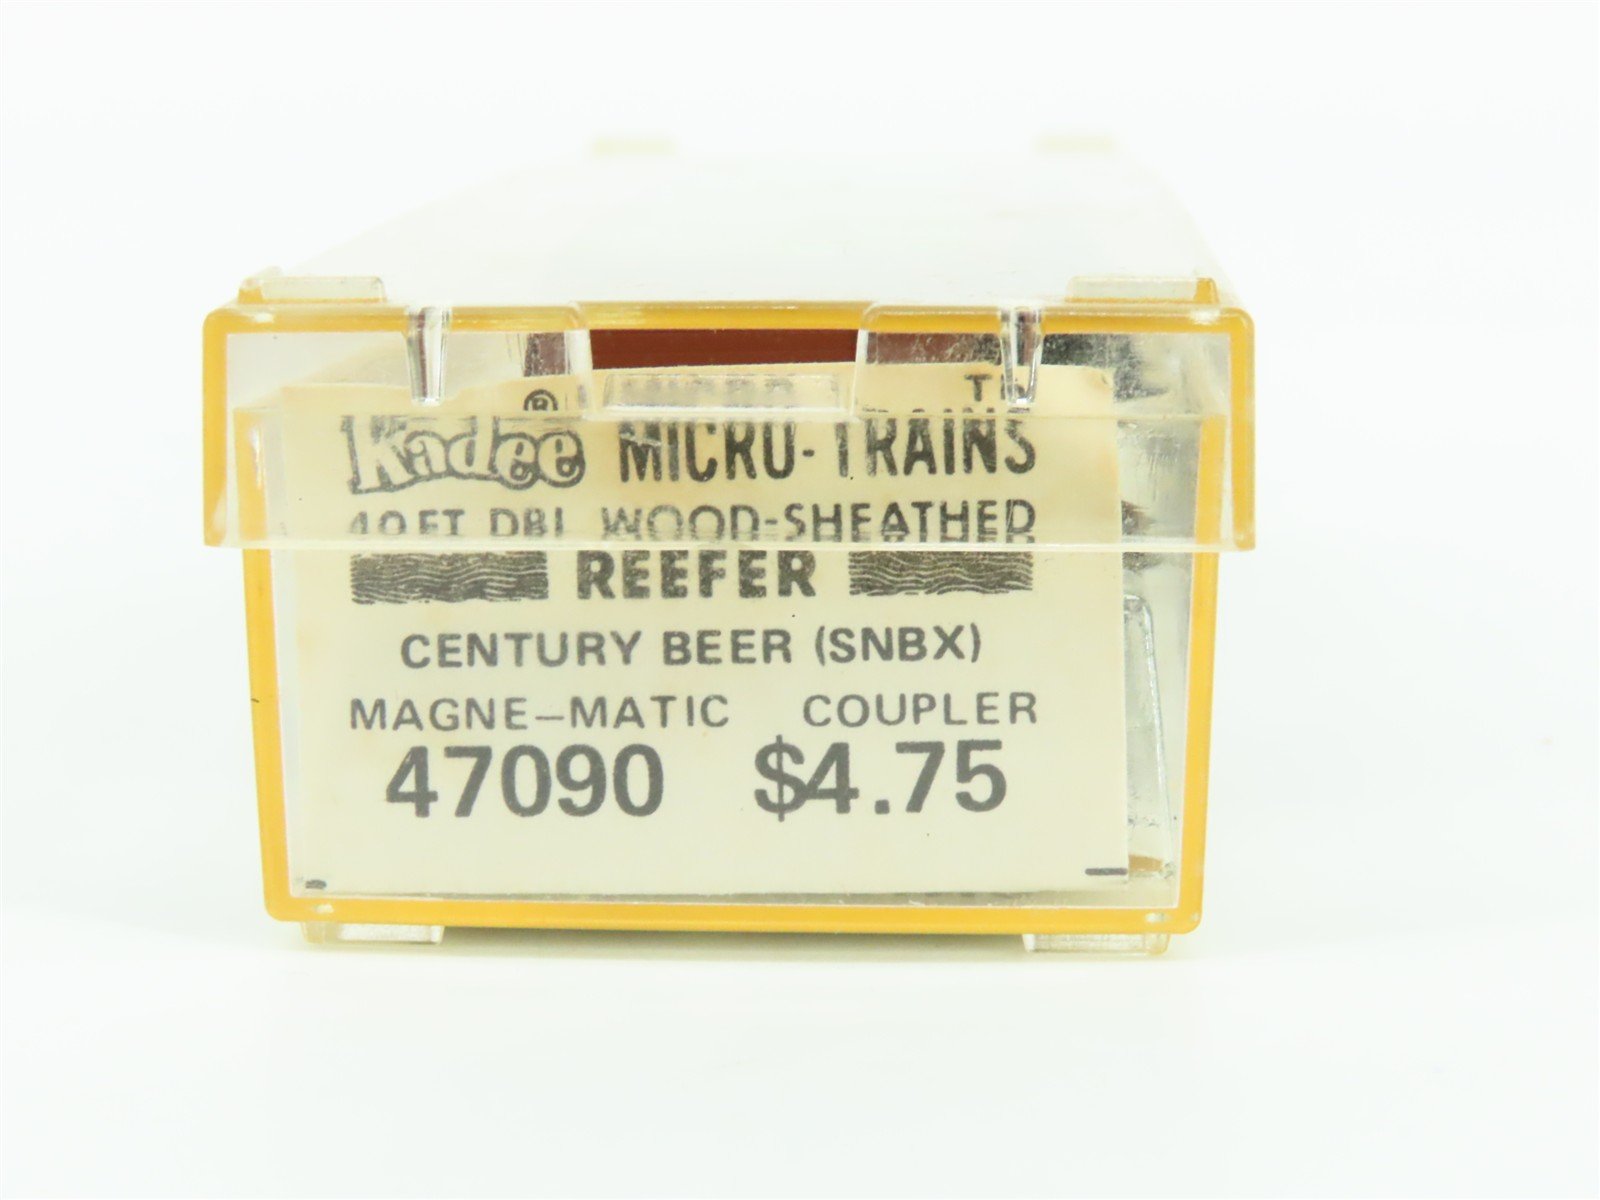 Kadee ® MICRO-TRAINS
40 FT DBL WOOD-SHEATHED
REEFER
CENTURY BEER (SNBX)
MAGNE-MATIC COUPLER
47090 $4.75